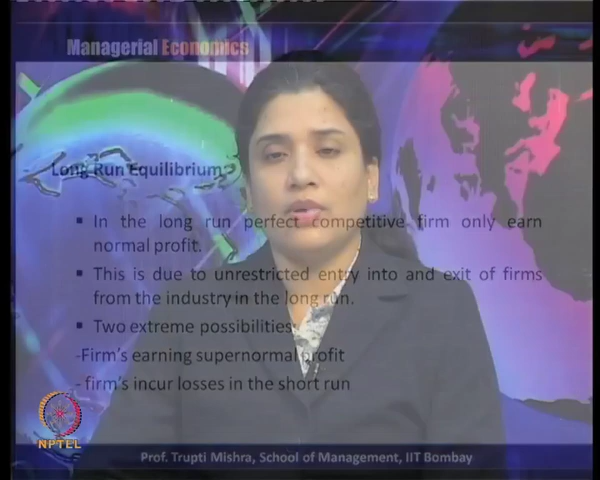 Managerial Economics
Long Run Equilibrium
▪ In the long run perfect competitive firm only earn
normal profit.
▪ This is due to unrestricted entry into and exit of firms
from the industry in the long run.
▪ Two extreme possibilities:
-Firm's earning supernormal profit
- firm's incur losses in the short run
NPTEL
Prof. Trupti Mishra, School of Management, IIT Bombay